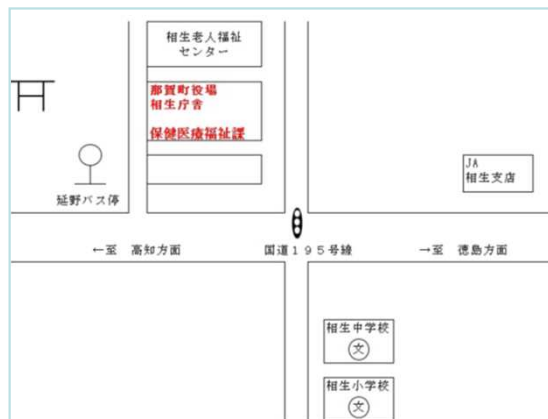 相生老人福祉
センター
那賀町役場
相生庁舎
保健医療福祉課
JA
相生支店
延野バス停
←至 高知方面
国道195号線
→至 徳島方面
相生中学校
文
相生小学校
文